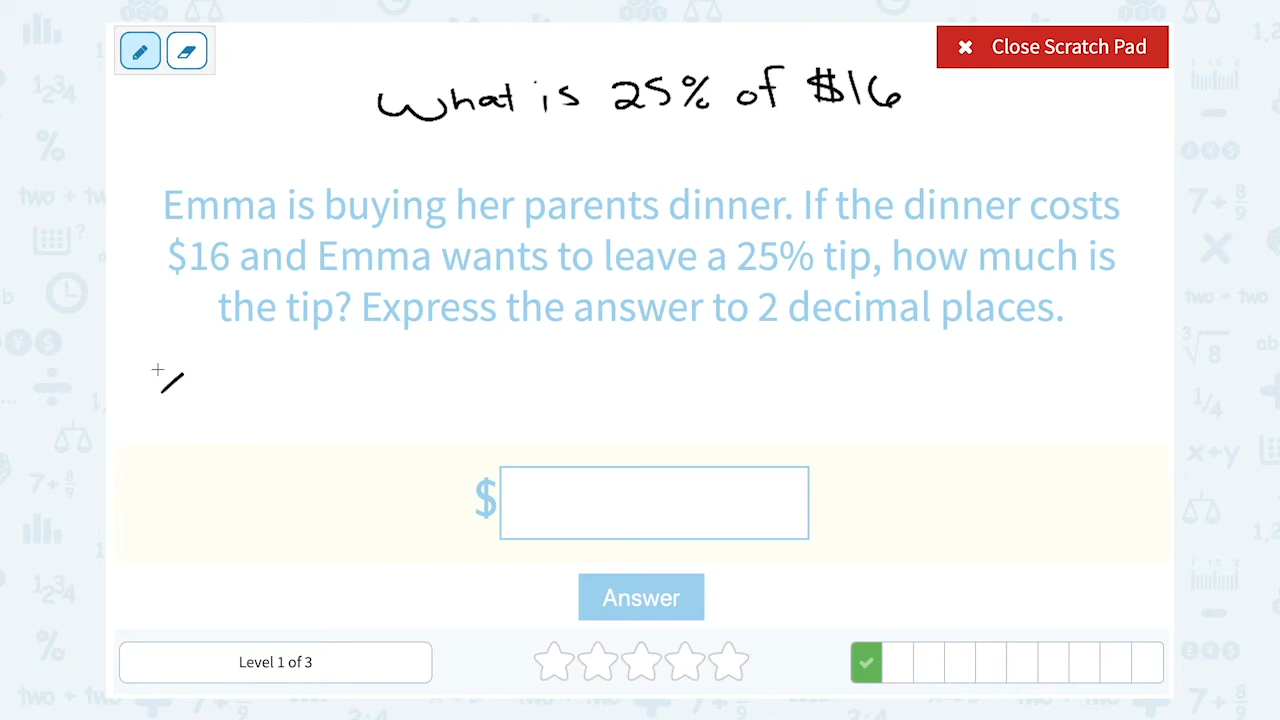 Close Scratch Pad
What is 25% of $16
Emma is buying her parents dinner. If the dinner costs
$16 and Emma wants to leave a 25% tip, how much is
the tip? Express the answer to 2 decimal places.
$
Answer
Level 1 of 3